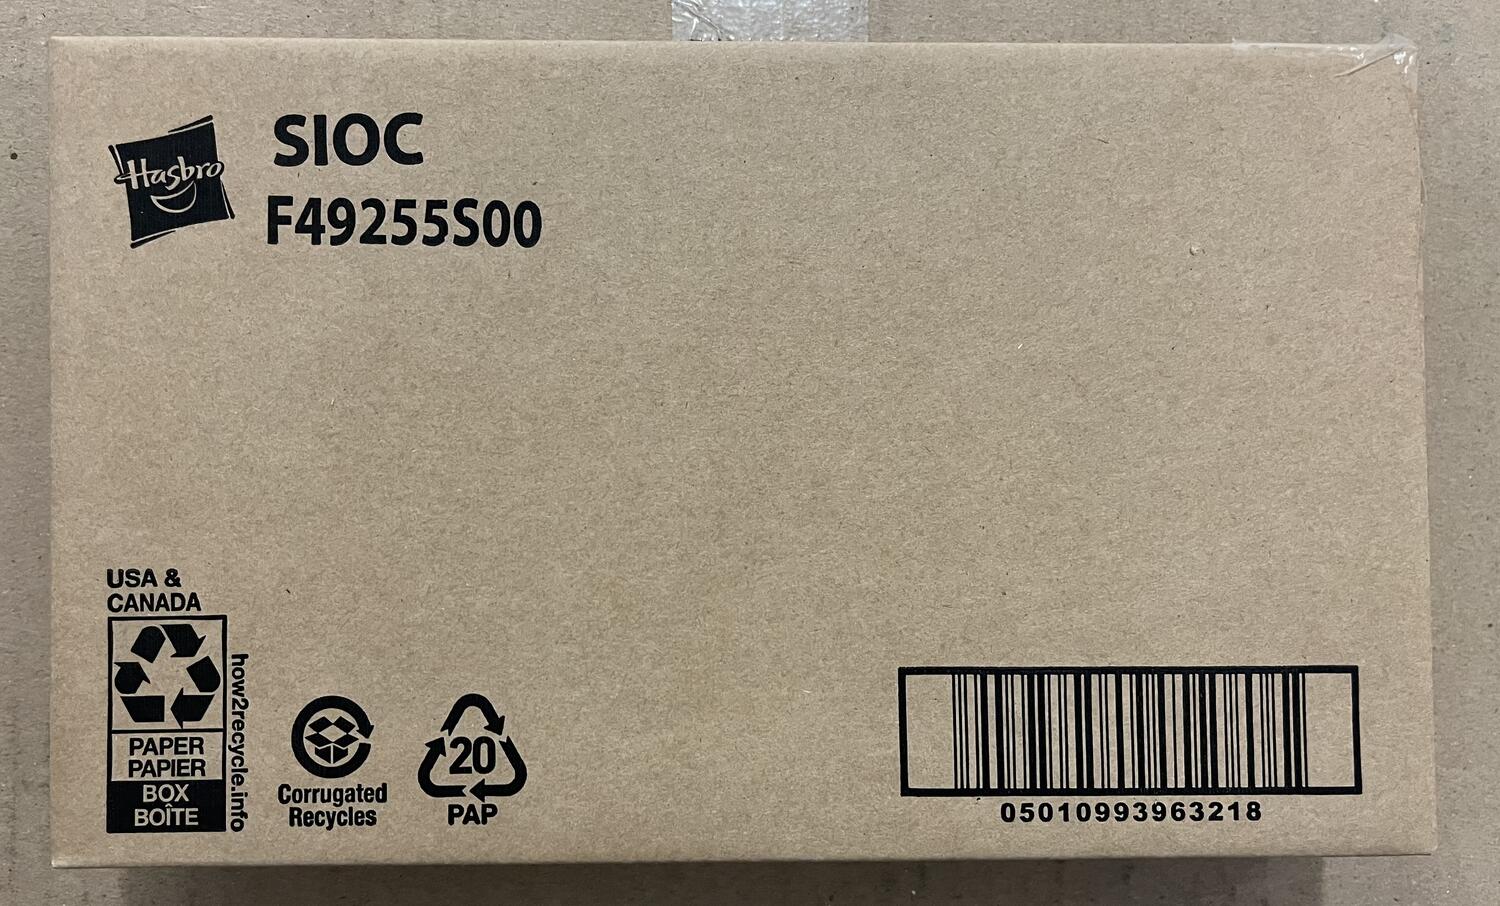 Hasbro
SIOC
F49255S00
USA &
CANADA
PAPER
PAPIER
BOX
BOÎTE
how2recycle.info
Corrugated
Recycles
20
PAP
05010993963218